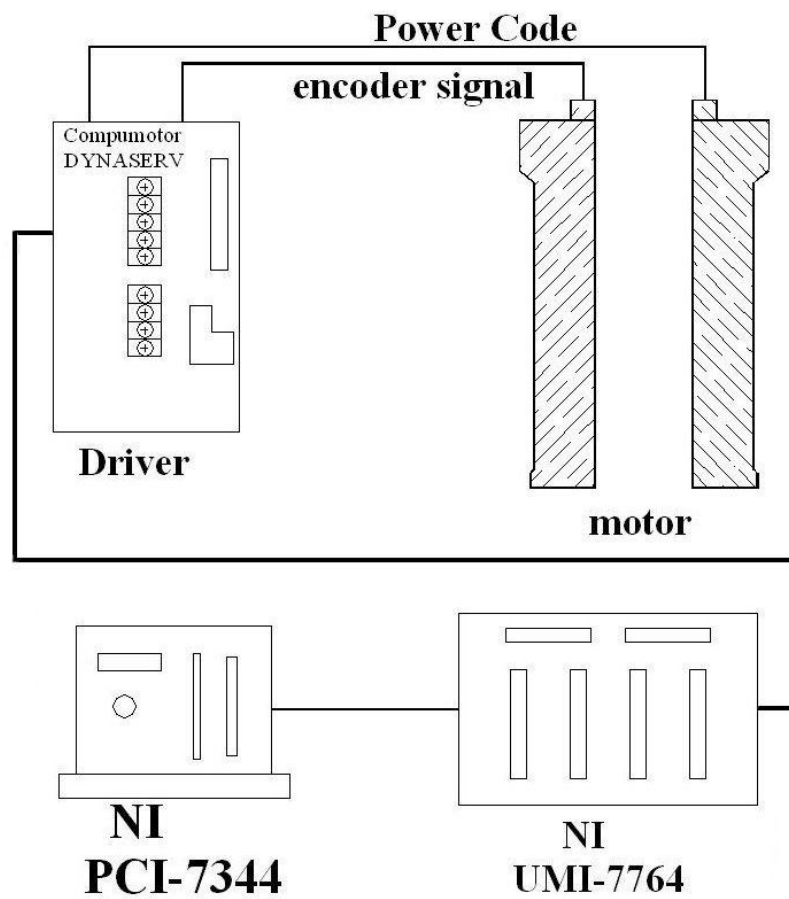 Power Code
encoder signal
Compumotor
DYNASERV
Driver
motor
NI
PCI-7344
NI
UMI-7764